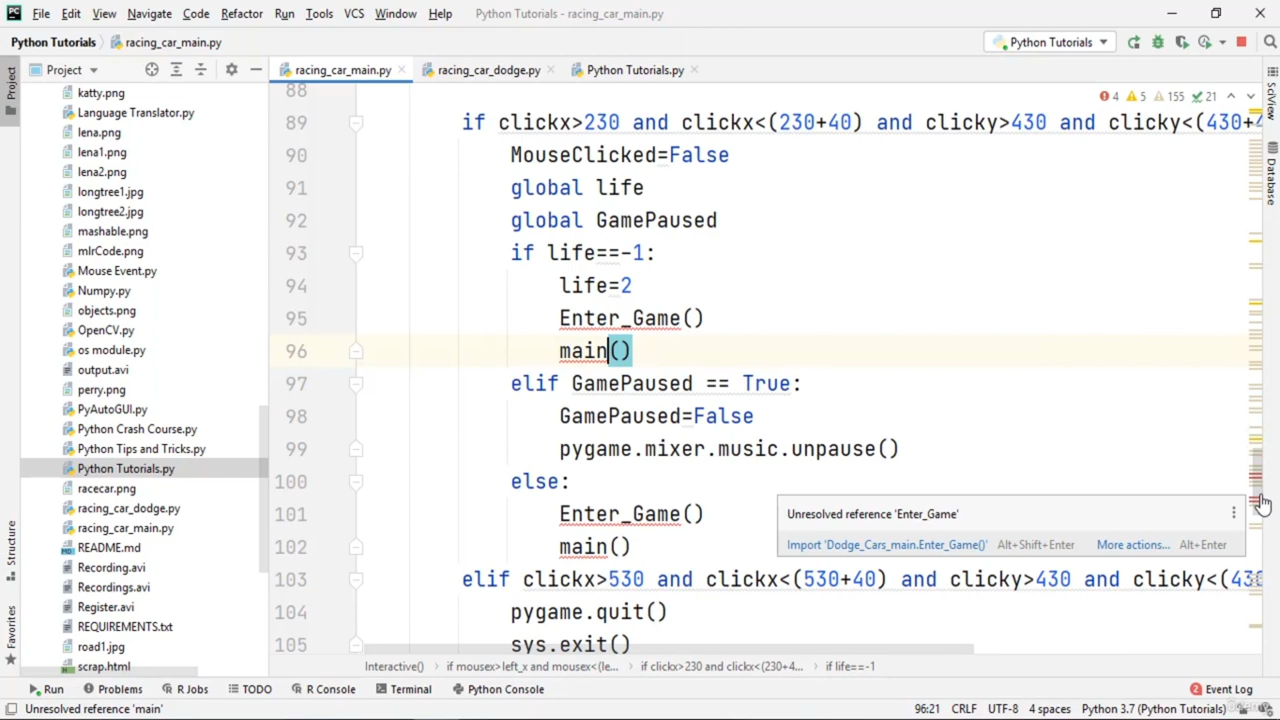 PC File Edit View Navigate Code Refactor Run Tools VCS Window Help Python Tutorials - racing_car_main.py
Python Tutorials racing_car_main.py Python Tutorials
Project racing_car_main.py racing_car_dodge.py Python Tutorials.py
Project
Structure
Favorites
SciView
Database
katty.png
Language Translator.py
lena.png
lena1.png
lena2.png
longtree1.jpg
longtree2.jpg
mashable.png
mlrCode.png
Mouse Event.py
Numpy.py
objects.png
OpenCV.py
os module.py
output.avi
perry.png
PyAutoGUI.py
Python Crash Course.py
Python Tips and Tricks.py
Python Tutorials.py
racecar.png
racing_car_dodge.py
racing_car_main.py
README.md
Recording.avi
Recordings.avi
Register.avi
REQUIREMENTS.txt
road1.jpg
scrap.html
4 5 155 21
88
89 if clickx>230 and clickx<(230+40) and clicky>430 and clicky<(430+4
90 MouseClicked=False
91 global life
92 global GamePaused
93 if life==-1:
94 life=2
95 Enter_Game()
96 main()
97 elif GamePaused == True:
98 GamePaused=False
99 pygame.mixer.music.unpause()
100 else:
101 Enter_Game()
102 main()
103 elif clickx>530 and clickx<(530+40) and clicky>430 and clicky<(430
104 pygame.quit()
105 sys.exit()
Unresolved reference 'Enter_Game'
Import 'Dodge_Cars_main.Enter_Game()' Alt+Shift+Enter More actions... Alt+Enter
Interactive() if mousex>left_x and mousex<(le... if clickx>230 and clickx<(230+4... if life==-1
Run Problems R Jobs TODO R Console Terminal Python Console Event Log
Unresolved reference 'main' 96:21 CRLF UTF-8 4 spaces Python 3.7 (Python Tutorials)